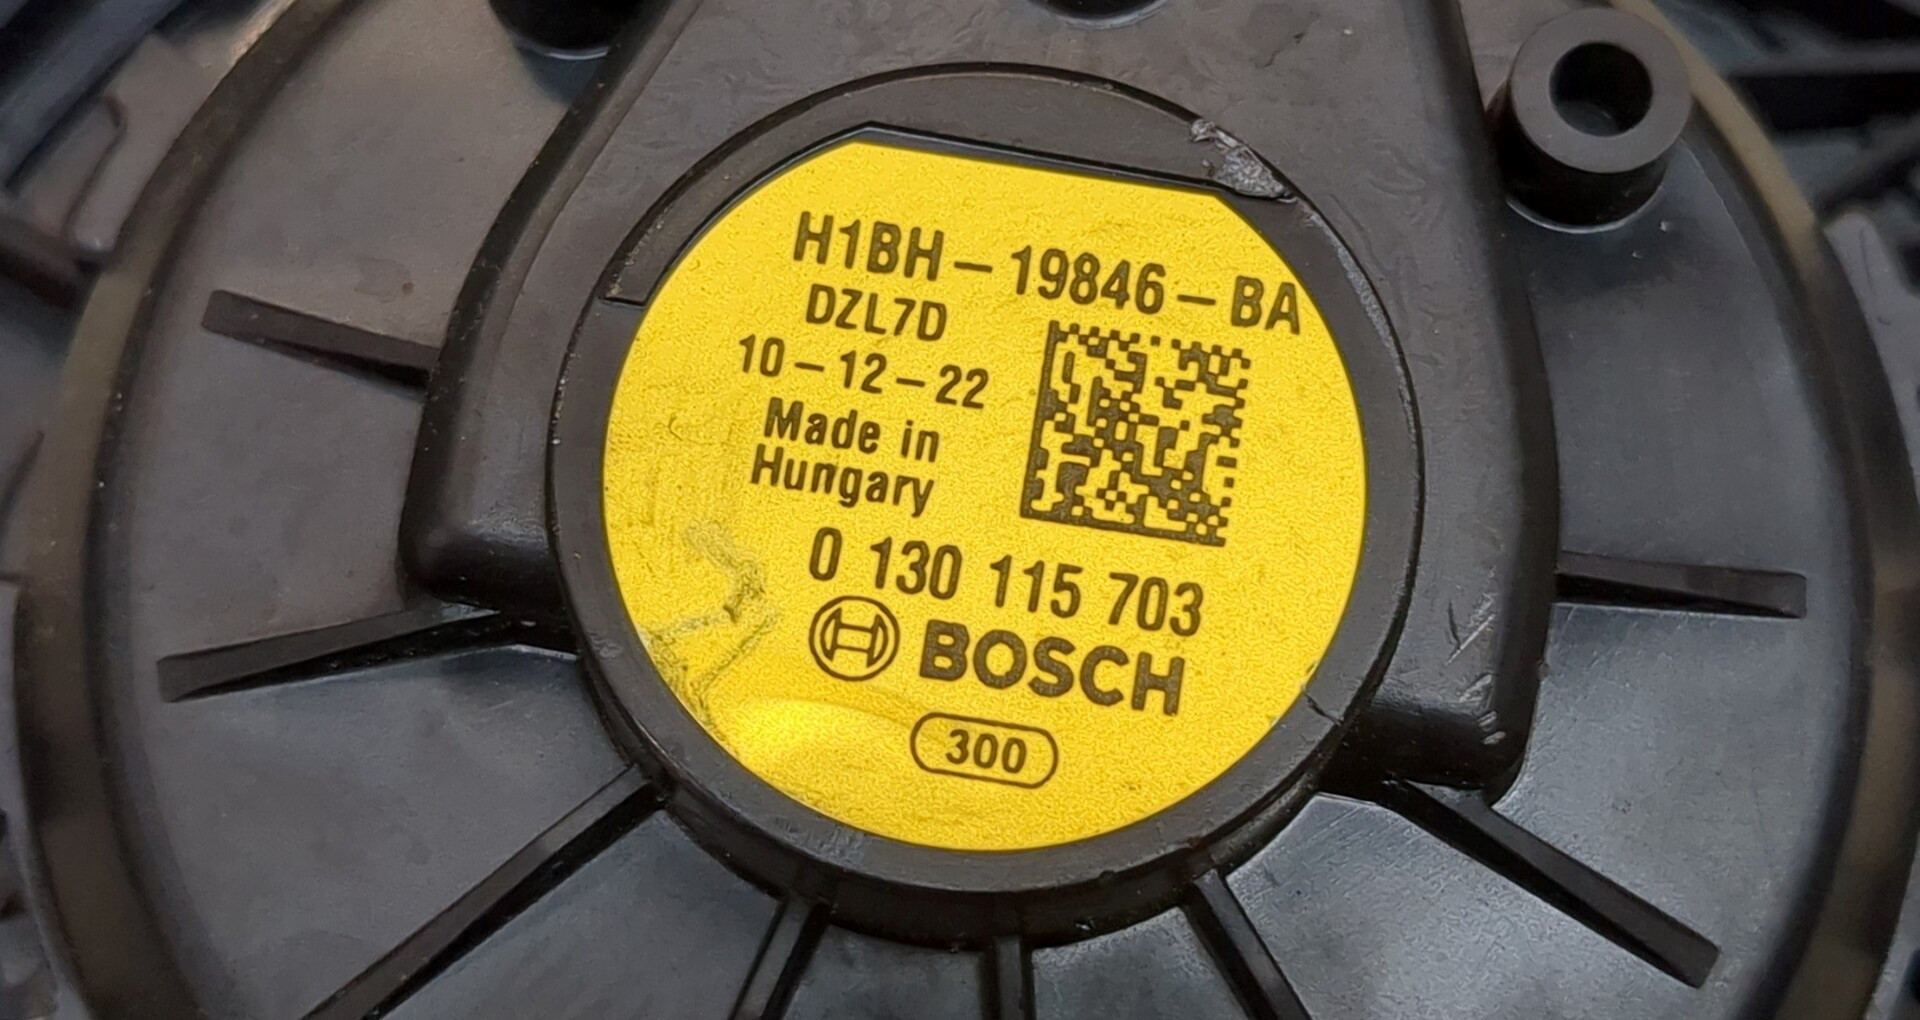 H1BH-19846-BA
DZL7D
10-12-22
Made in
Hungary
0 130 115 703
BOSCH
300